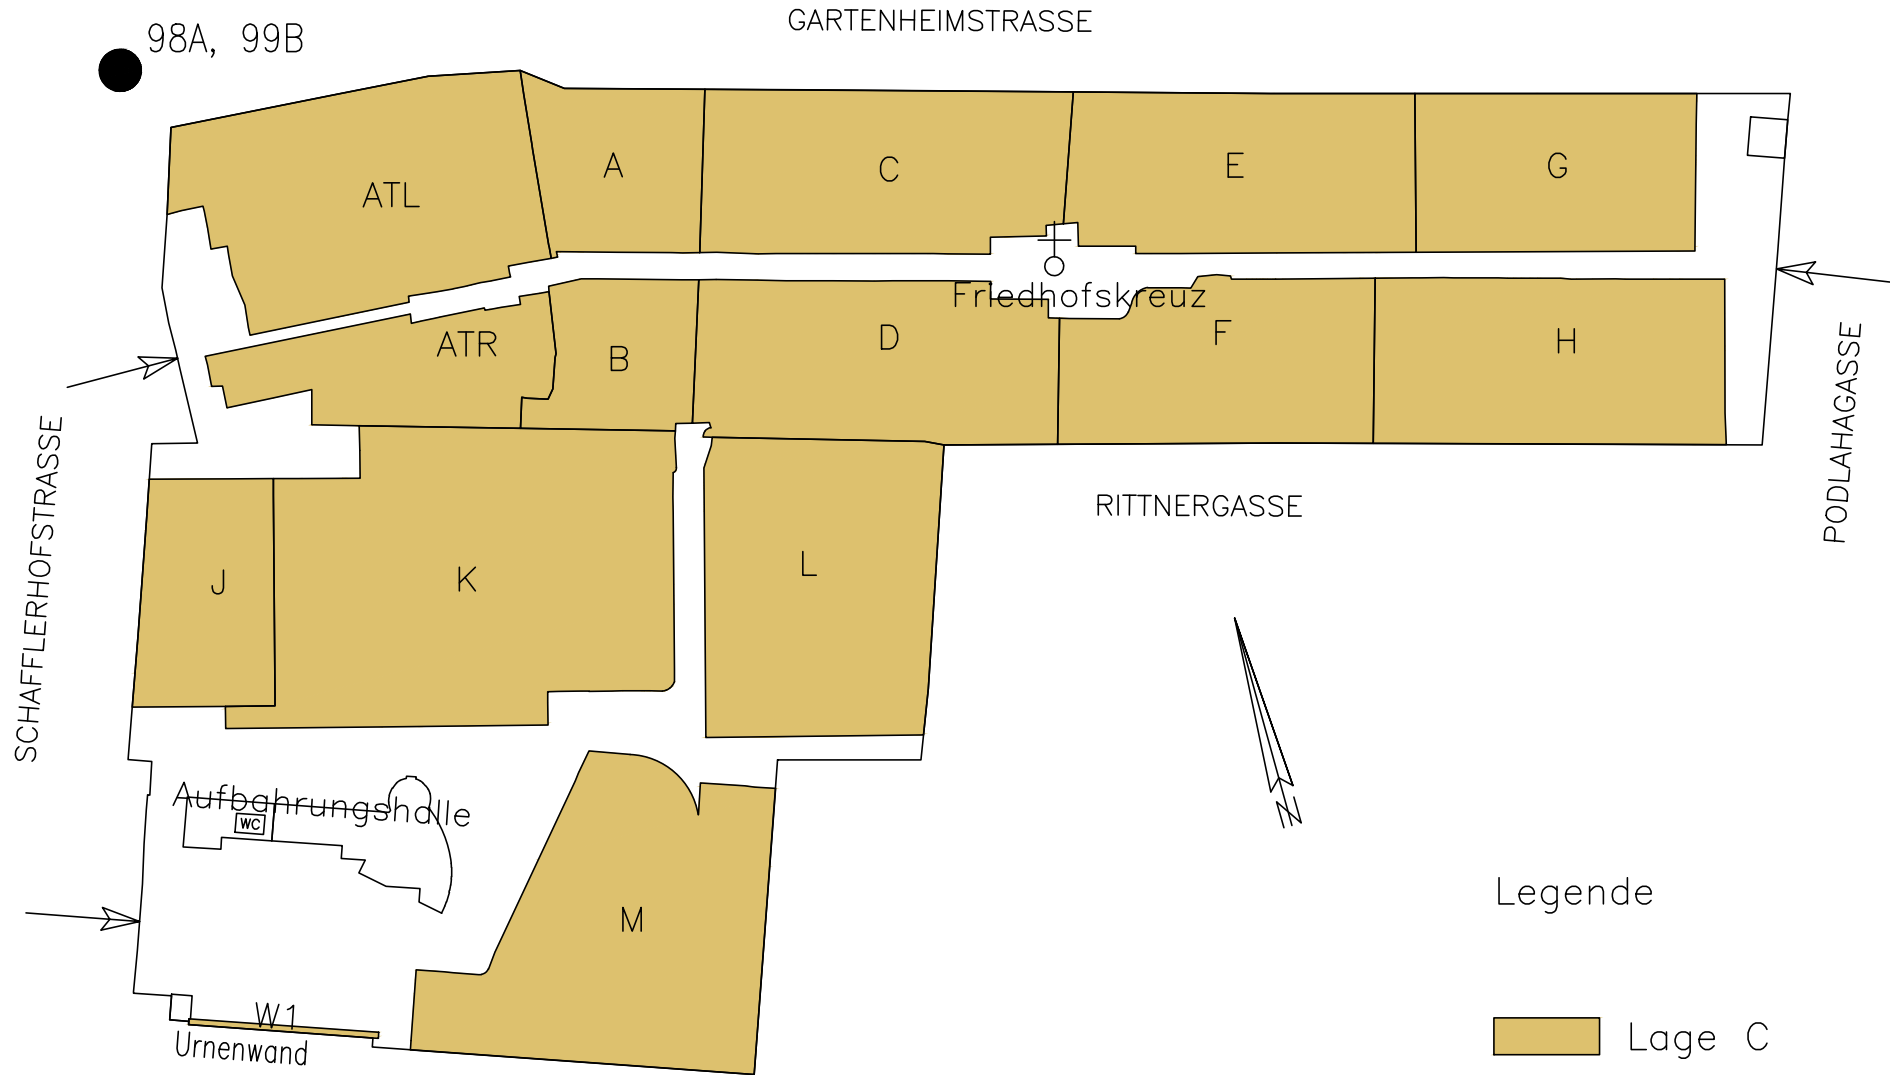 GARTENHEIMSTRASSE
98A, 99B
ATL
A
C
E
G
Friedhofskreuz
ATR
B
D
F
H
SCHAFFLERHOFSTRASSE
PODLAHAGASSE
RITTNERGASSE
J
K
L
Aufbahrungshalle
WC
N
Legende
M
W1
Urnenwand
Lage C